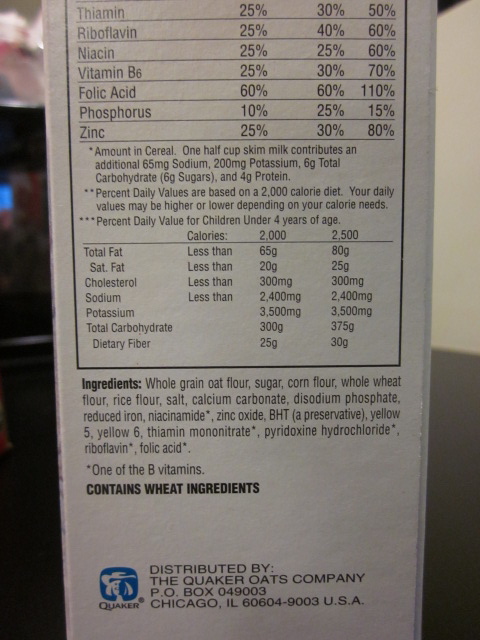 Thiamin 25% 30% 50%
Riboflavin 25% 40% 60%
Niacin 25% 25% 60%
Vitamin B6 25% 30% 70%
Folic Acid 60% 60% 110%
Phosphorus 10% 25% 15%
Zinc 25% 30% 80%
*Amount in Cereal. One half cup skim milk contributes an
additional 65mg Sodium, 200mg Potassium, 6g Total
Carbohydrate (6g Sugars), and 4g Protein.
**Percent Daily Values are based on a 2,000 calorie diet. Your daily
values may be higher or lower depending on your calorie needs.
***Percent Daily Value for Children Under 4 years of age.
Calories: 2,000 2,500
Total Fat Less than 65g 80g
Sat. Fat Less than 20g 25g
Cholesterol Less than 300mg 300mg
Sodium Less than 2,400mg 2,400mg
Potassium 3,500mg 3,500mg
Total Carbohydrate 300g 375g
Dietary Fiber 25g 30g
Ingredients: Whole grain oat flour, sugar, corn flour, whole wheat
flour, rice flour, salt, calcium carbonate, disodium phosphate,
reduced iron, niacinamide*, zinc oxide, BHT (a preservative), yellow
5, yellow 6, thiamin mononitrate*, pyridoxine hydrochloride*,
riboflavin*, folic acid*.
*One of the B vitamins.
CONTAINS WHEAT INGREDIENTS
DISTRIBUTED BY:
THE QUAKER OATS COMPANY
P.O. BOX 049003
CHICAGO, IL 60604-9003 U.S.A.
QUAKER®